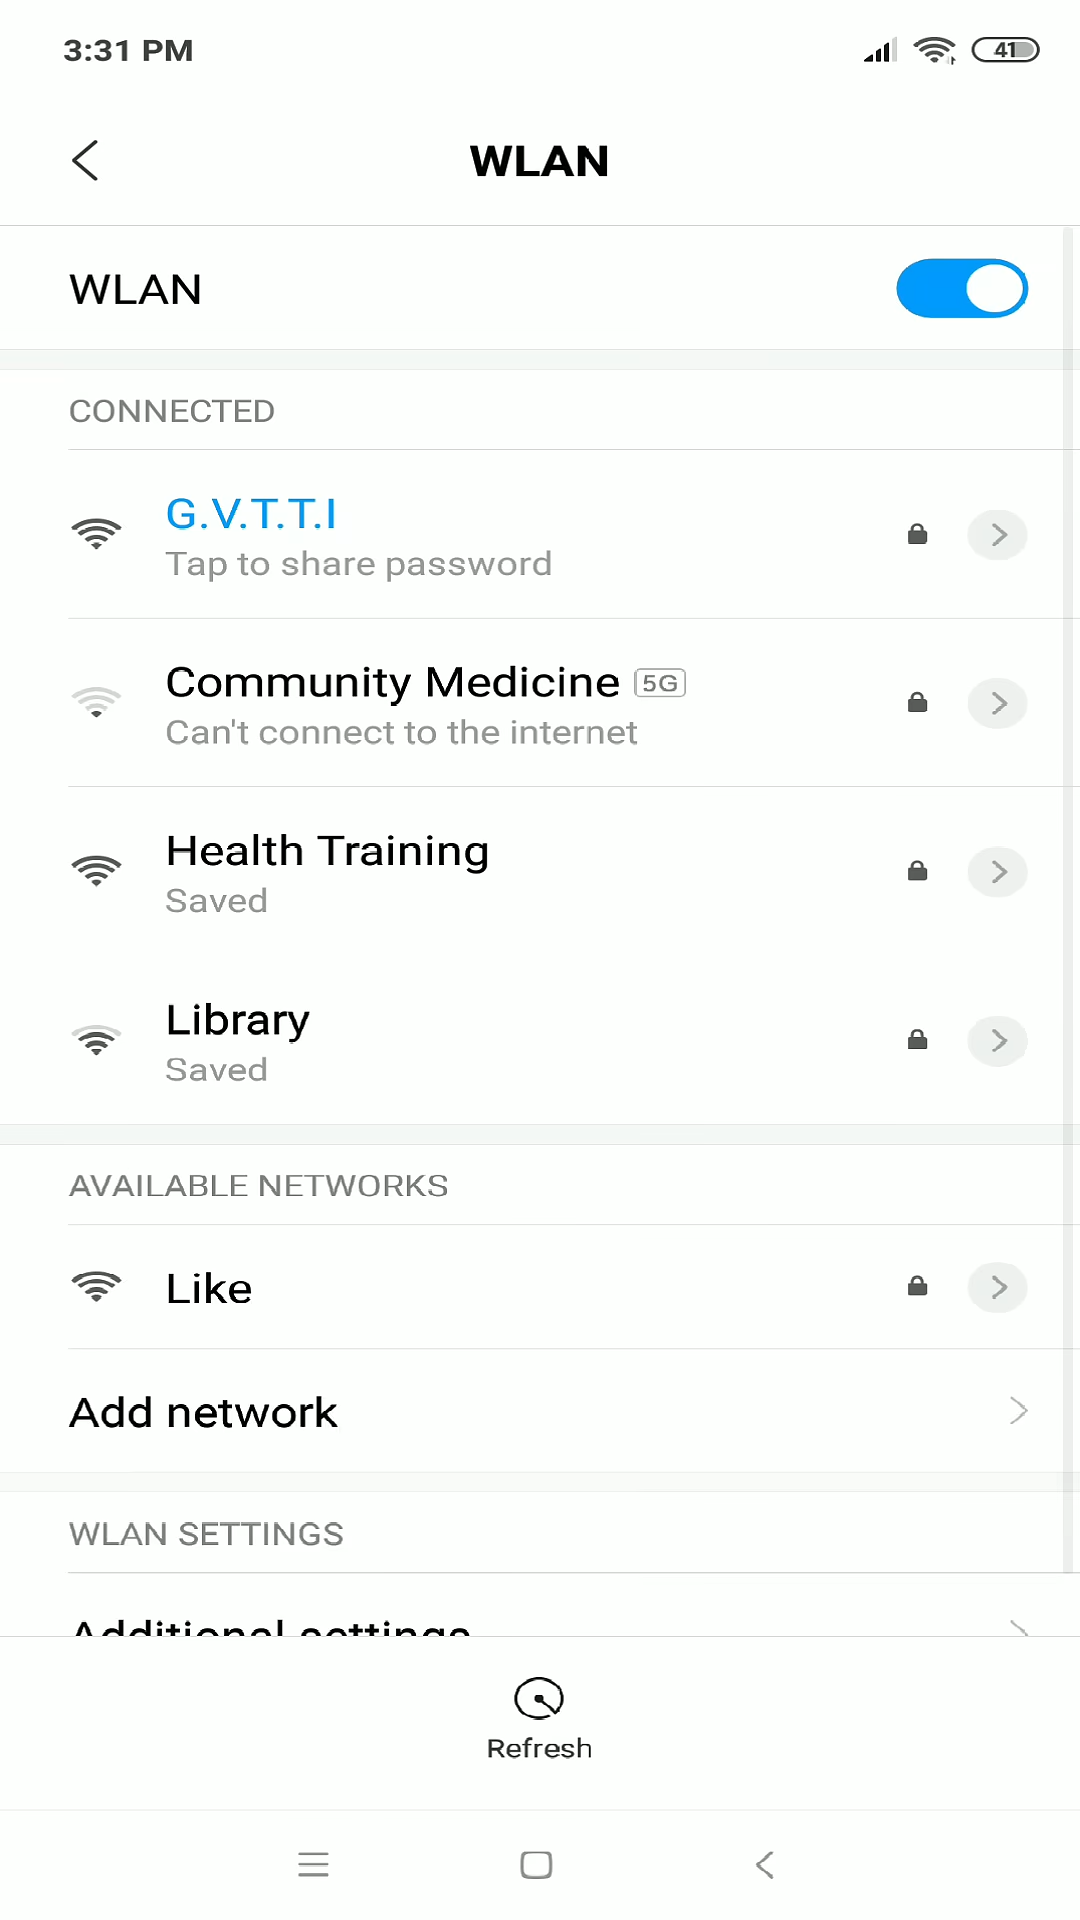 3:31 PM
41
WLAN
WLAN
CONNECTED
G.V.T.T.I
Tap to share password
Community Medicine 5G
Can't connect to the internet
Health Training
Saved
Library
Saved
AVAILABLE NETWORKS
Like
Add network
WLAN SETTINGS
Additional settings
Refresh